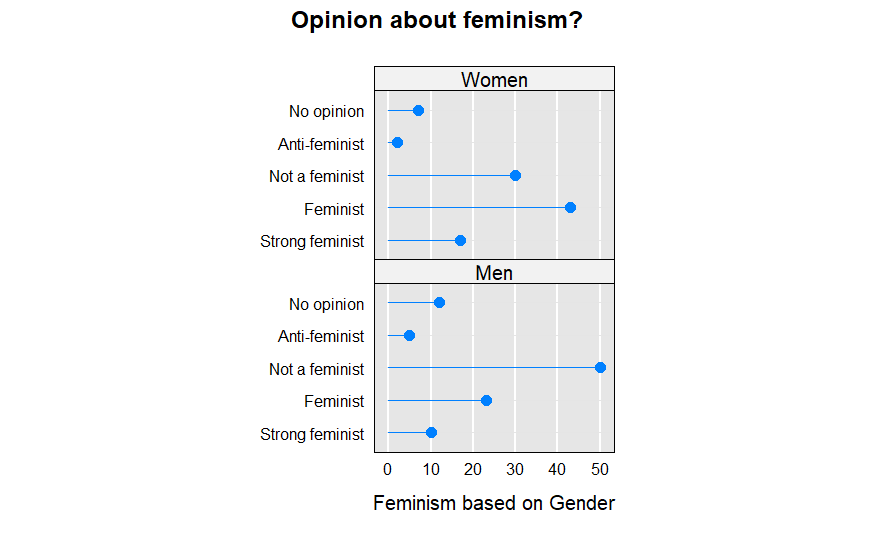 Opinion about feminism?
Women
No opinion
Anti-feminist
Not a feminist
Feminist
Strong feminist
Men
No opinion
Anti-feminist
Not a feminist
Feminist
Strong feminist
0 10 20 30 40 50
Feminism based on Gender